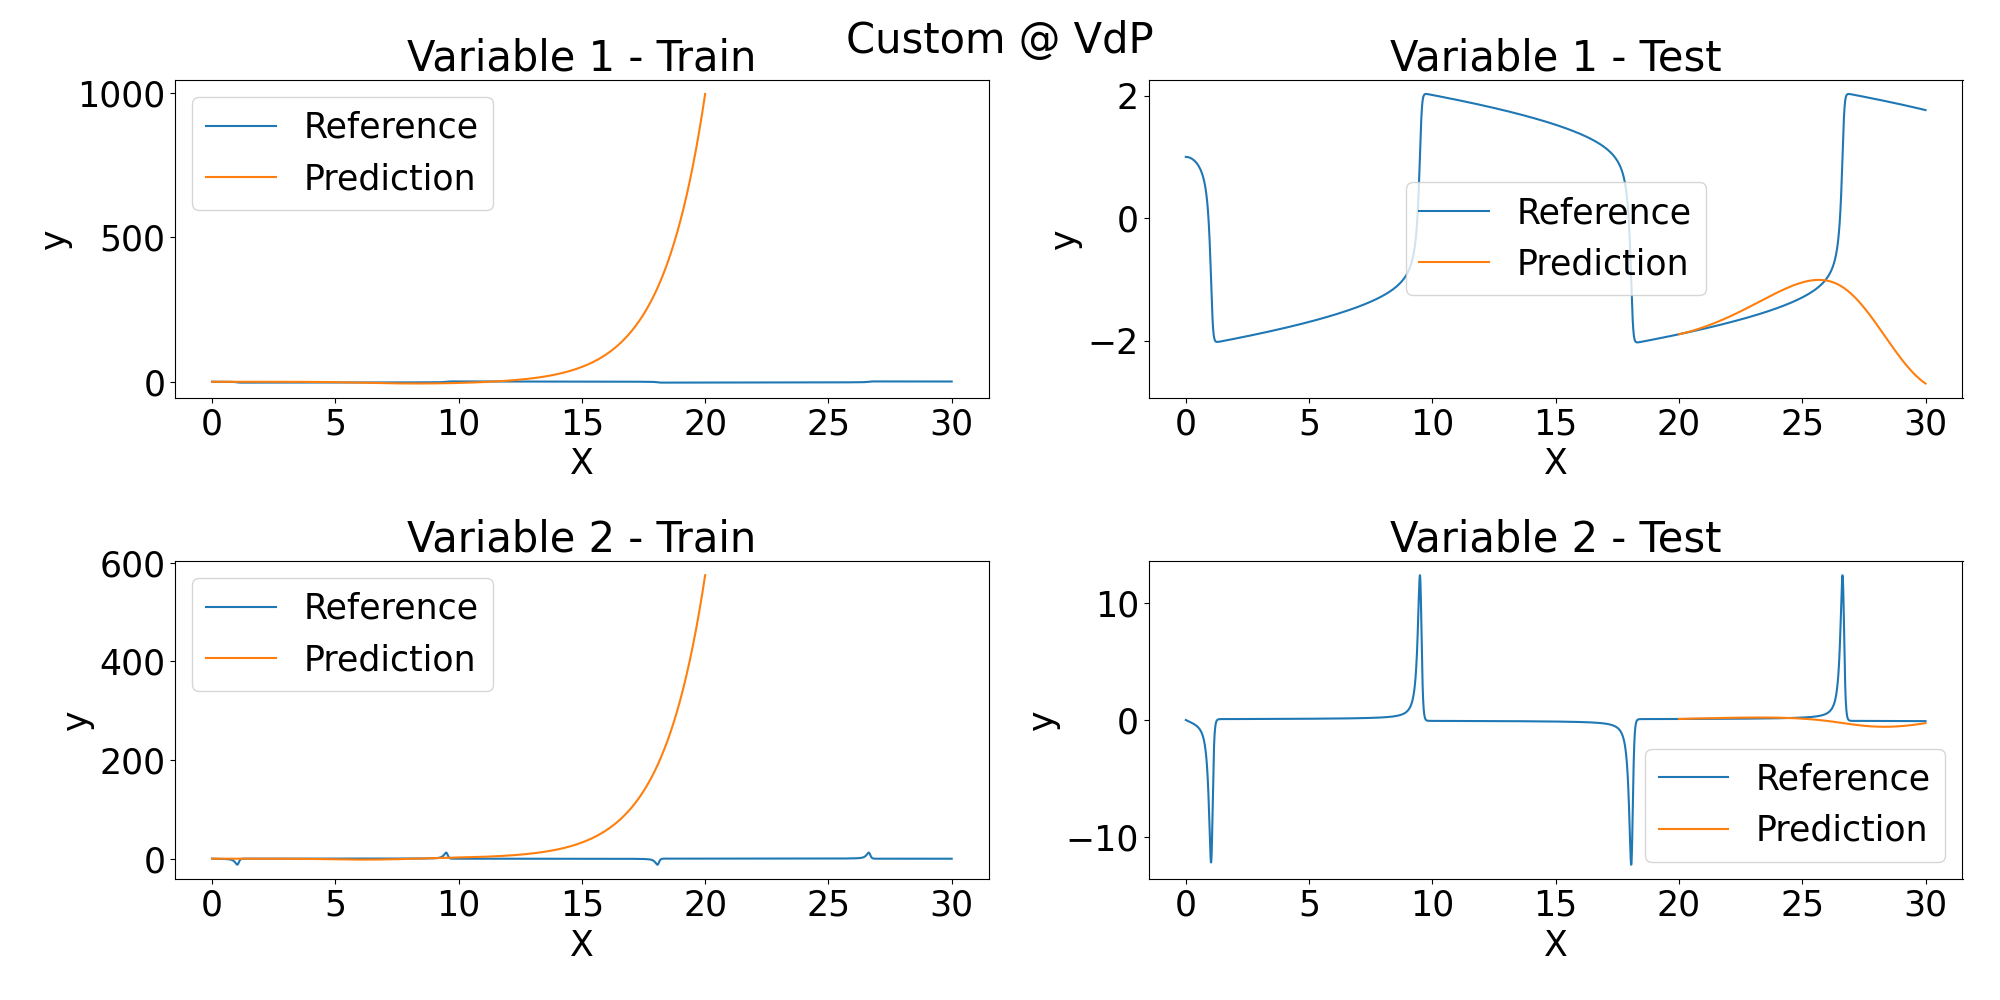 Custom @ VdP
Variable 1 - Train
1000
500
0
y
Reference
Prediction
0 5 10 15 20 25 30
X
Variable 1 - Test
2
0
−2
y
Reference
Prediction
0 5 10 15 20 25 30
X
Variable 2 - Train
600
400
200
0
y
Reference
Prediction
0 5 10 15 20 25 30
X
Variable 2 - Test
10
0
−10
y
Reference
Prediction
0 5 10 15 20 25 30
X